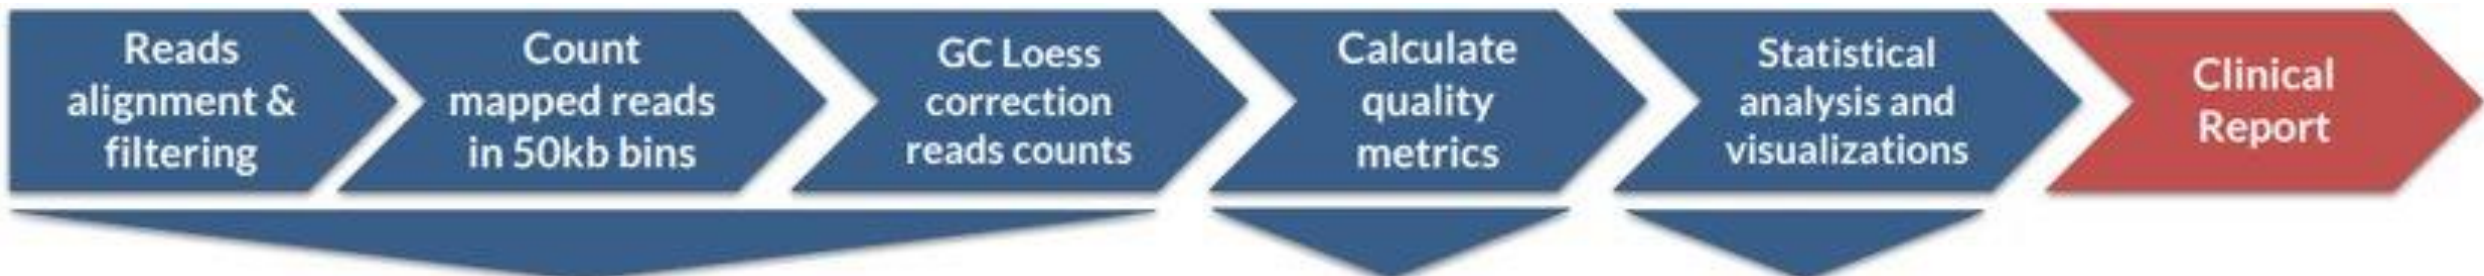 Reads
alignment &
filtering
Count
mapped reads
in 50kb bins
GC Loess
correction
reads counts
Calculate
quality
metrics
Statistical
analysis and
visualizations
Clinical
Report